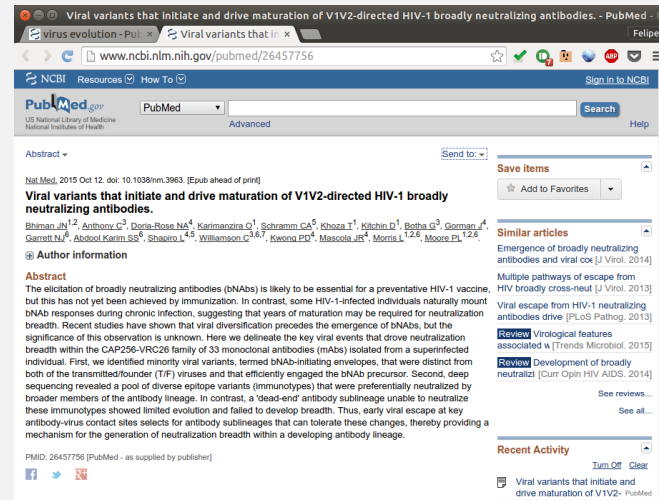 Viral variants that initiate and drive maturation of V1V2-directed HIV-1 broadly neutralizing antibodies. - PubMed -
virus evolution - Pub ×
Viral variants that in ×
Felipe
www.ncbi.nlm.nih.gov/pubmed/26457756
ABP
NCBI Resources How To
Sign in to NCBI
PubMed.gov
US National Library of Medicine
National Institutes of Health
PubMed
Search
Advanced
Help
Abstract
Send to:
Nat Med. 2015 Oct 12. doi: 10.1038/nm.3963. [Epub ahead of print]
Viral variants that initiate and drive maturation of V1V2-directed HIV-1 broadly
neutralizing antibodies.
Bhiman JN1,2, Anthony C3, Doria-Rose NA4, Karimanzira O1, Schramm CA5, Khoza T1, Kitchin D1, Botha G3, Gorman J4,
Garrett NJ6, Abdool Karim SS6, Shapiro L4,5, Williamson C3,6,7, Kwong PD4, Mascola JR4, Morris L1,2,6, Moore PL1,2,6.
Author information
Abstract
The elicitation of broadly neutralizing antibodies (bNAbs) is likely to be essential for a preventative HIV-1 vaccine,
but this has not yet been achieved by immunization. In contrast, some HIV-1-infected individuals naturally mount
bNAb responses during chronic infection, suggesting that years of maturation may be required for neutralization
breadth. Recent studies have shown that viral diversification precedes the emergence of bNAbs, but the
significance of this observation is unknown. Here we delineate the key viral events that drove neutralization
breadth within the CAP256-VRC26 family of 33 monoclonal antibodies (mAbs) isolated from a superinfected
individual. First, we identified minority viral variants, termed bNAb-initiating envelopes, that were distinct from
both of the transmitted/founder (T/F) viruses and that efficiently engaged the bNAb precursor. Second, deep
sequencing revealed a pool of diverse epitope variants (immunotypes) that were preferentially neutralized by
broader members of the antibody lineage. In contrast, a 'dead-end' antibody sublineage unable to neutralize
these immunotypes showed limited evolution and failed to develop breadth. Thus, early viral escape at key
antibody-virus contact sites selects for antibody sublineages that can tolerate these changes, thereby providing a
mechanism for the generation of neutralization breadth within a developing antibody lineage.
PMID: 26457756 [PubMed - as supplied by publisher]
Save items
Add to Favorites
Similar articles
Emergence of broadly neutralizing
antibodies and viral coe [J Virol. 2014]
Multiple pathways of escape from
HIV broadly cross-neut [J Virol. 2013]
Viral escape from HIV-1 neutralizing
antibodies drive [PLoS Pathog. 2013]
Review Virological features
associated w [Trends Microbiol. 2015]
Review Development of broadly
neutralizi [Curr Opin HIV AIDS. 2014]
See reviews...
See all...
Recent Activity
Turn Off Clear
Viral variants that initiate and
drive maturation of V1V2- PubMed